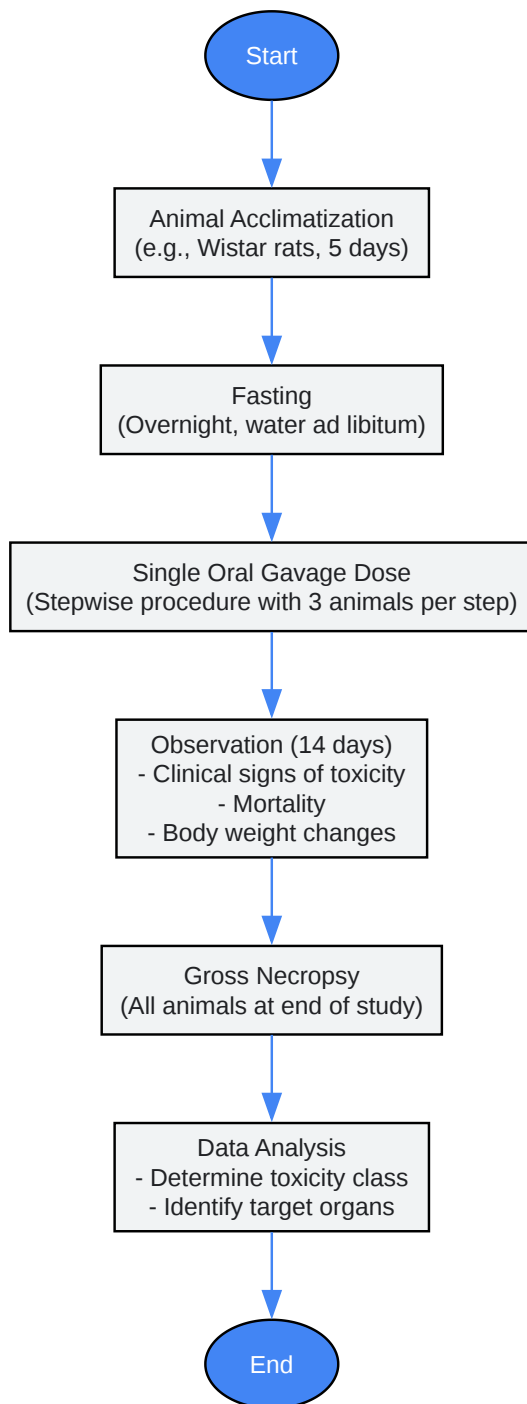 Start
Animal Acclimatization
(e.g., Wistar rats, 5 days)
Fasting
(Overnight, water ad libitum)
Single Oral Gavage Dose
(Stepwise procedure with 3 animals per step)
Observation (14 days)
- Clinical signs of toxicity
- Mortality
- Body weight changes
Gross Necropsy
(All animals at end of study)
Data Analysis
- Determine toxicity class
- Identify target organs
End